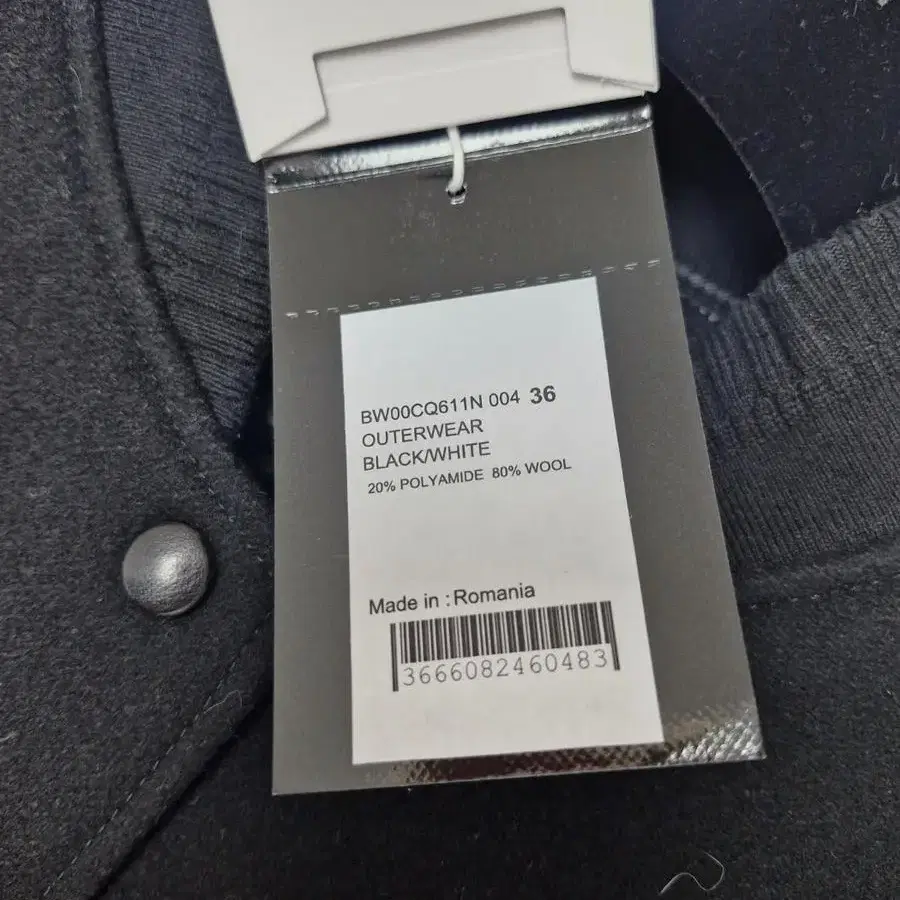 BW00CQ611N 004 36
OUTERWEAR
BLACK/WHITE
20% POLYAMIDE 80% WOOL
Made in : Romania
3666082460483